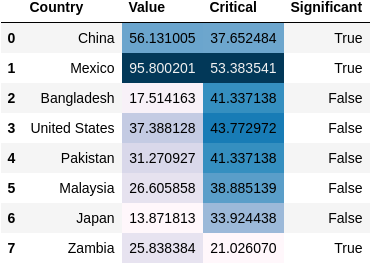 Country Value Critical Significant
0 China 56.131005 37.652484 True
1 Mexico 95.800201 53.383541 True
2 Bangladesh 17.514163 41.337138 False
3 United States 37.388128 43.772972 False
4 Pakistan 31.270927 41.337138 False
5 Malaysia 26.605858 38.885139 False
6 Japan 13.871813 33.924438 False
7 Zambia 25.838384 21.026070 True